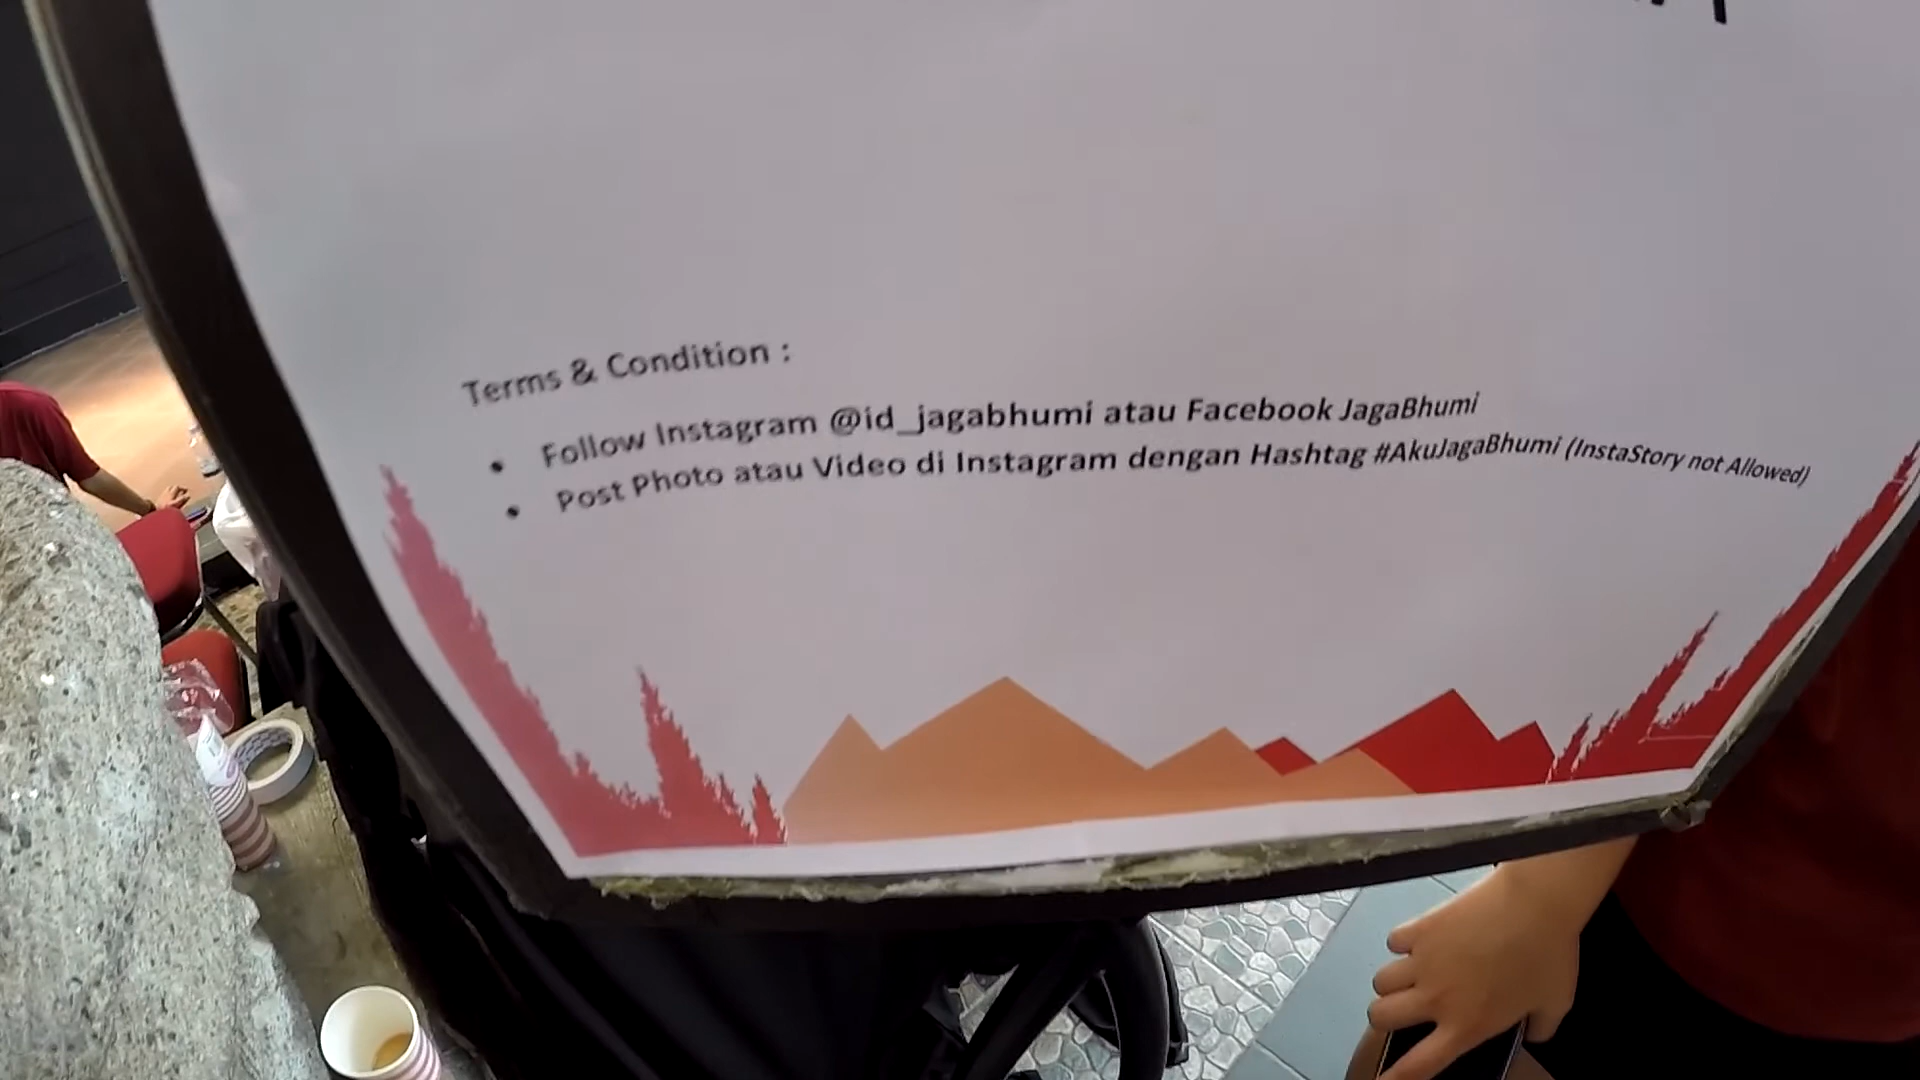 Terms & Condition :
• Follow Instagram @id_jagabhumi atau Facebook JagaBhumi
• Post Photo atau Video di Instagram dengan Hashtag #AkuJagaBhumi (InstaStory not Allowed)